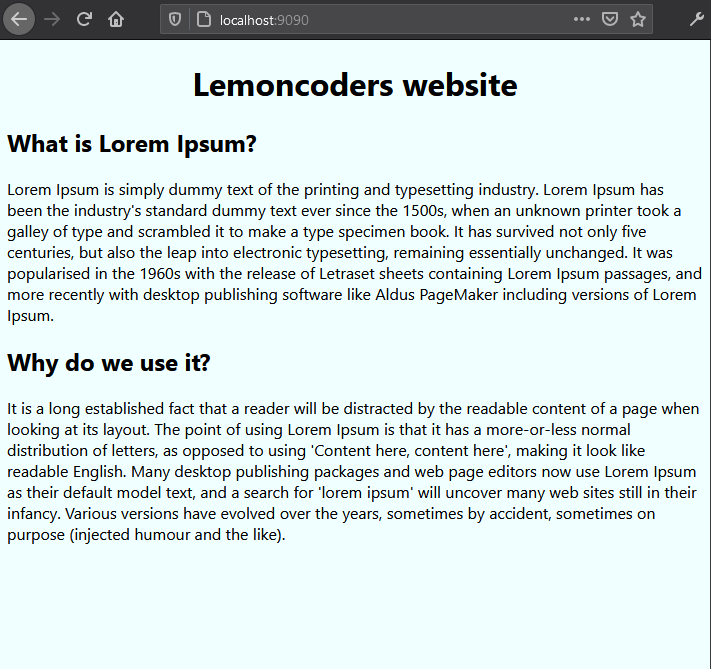 localhost:9090
Lemoncoders website
What is Lorem Ipsum?
Lorem Ipsum is simply dummy text of the printing and typesetting industry. Lorem Ipsum has
been the industry's standard dummy text ever since the 1500s, when an unknown printer took a
galley of type and scrambled it to make a type specimen book. It has survived not only five
centuries, but also the leap into electronic typesetting, remaining essentially unchanged. It was
popularised in the 1960s with the release of Letraset sheets containing Lorem Ipsum passages, and
more recently with desktop publishing software like Aldus PageMaker including versions of Lorem
Ipsum.
Why do we use it?
It is a long established fact that a reader will be distracted by the readable content of a page when
looking at its layout. The point of using Lorem Ipsum is that it has a more-or-less normal
distribution of letters, as opposed to using 'Content here, content here', making it look like
readable English. Many desktop publishing packages and web page editors now use Lorem Ipsum
as their default model text, and a search for 'lorem ipsum' will uncover many web sites still in their
infancy. Various versions have evolved over the years, sometimes by accident, sometimes on
purpose (injected humour and the like).